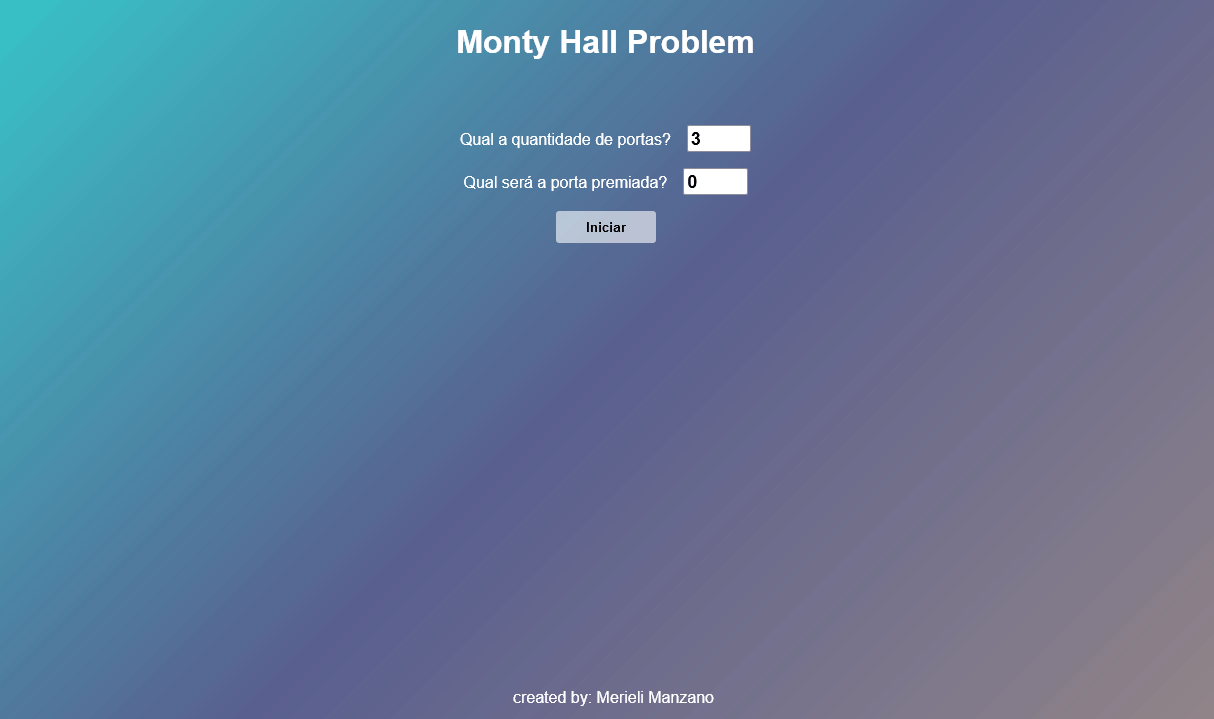 Monty Hall Problem
Qual a quantidade de portas? 3
Qual será a porta premiada? 0
Iniciar
created by: Merieli Manzano